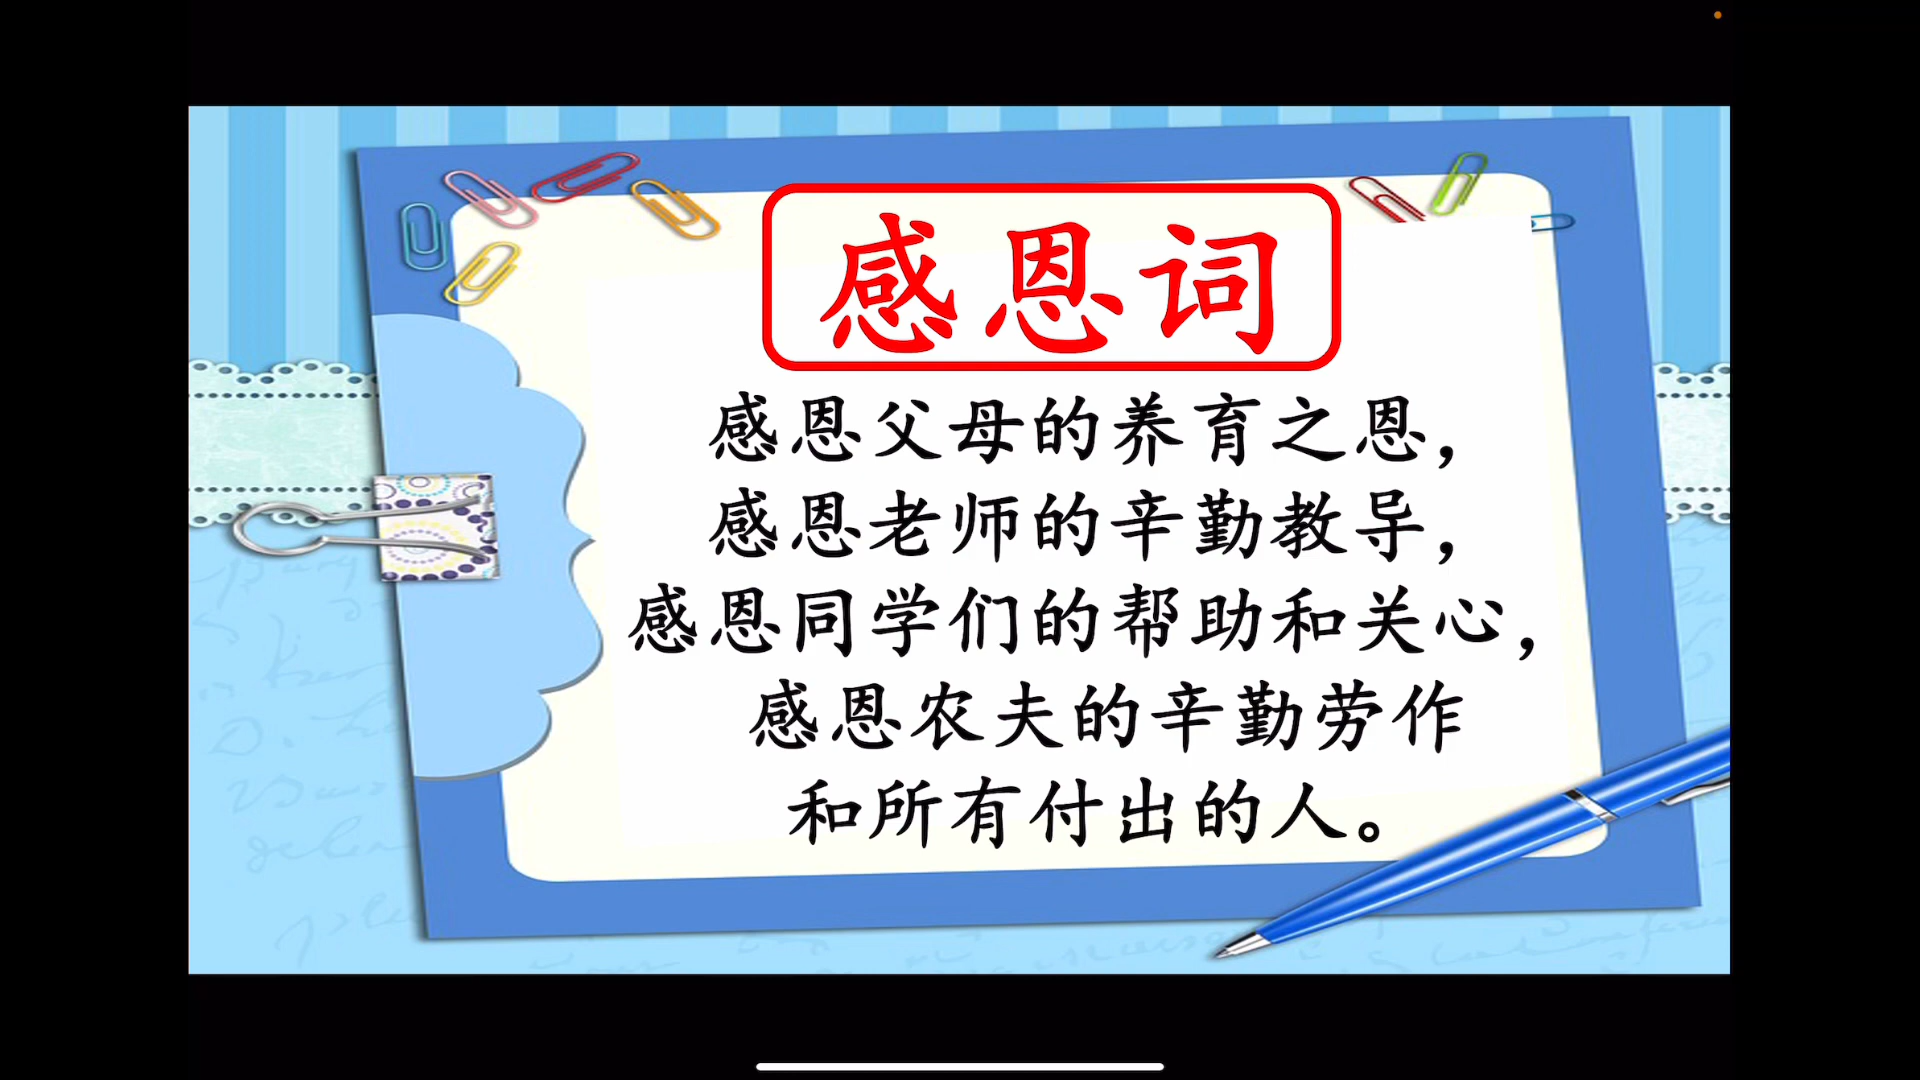 感恩词
感恩父母的养育之恩，
感恩老师的辛勤教导，
感恩同学们的帮助和关心，
感恩农夫的辛勤劳作
和所有付出的人。